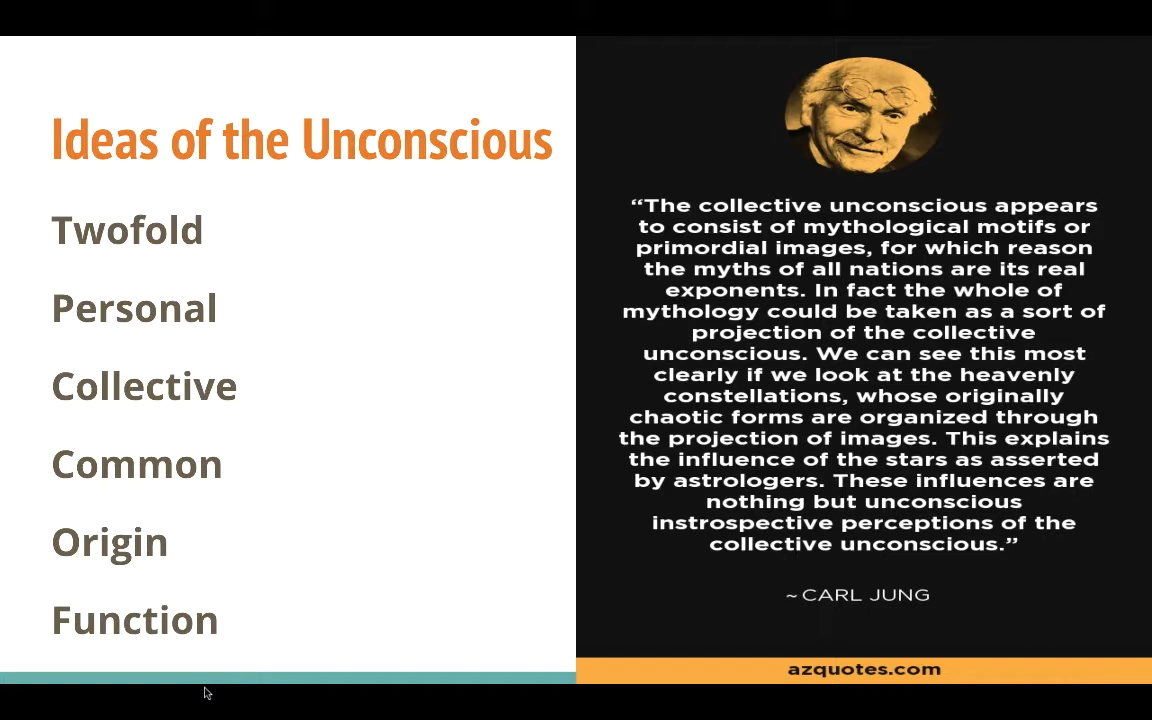 Ideas of the Unconscious
Twofold
Personal
Collective
Common
Origin
Function
“The collective unconscious appears
to consist of mythological motifs or
primordial images, for which reason
the myths of all nations are its real
exponents. In fact the whole of
mythology could be taken as a sort of
projection of the collective
unconscious. We can see this most
clearly if we look at the heavenly
constellations, whose originally
chaotic forms are organized through
the projection of images. This explains
the influence of the stars as asserted
by astrologers. These influences are
nothing but unconscious
instrospective perceptions of the
collective unconscious.”
~ CARL JUNG
azquotes.com